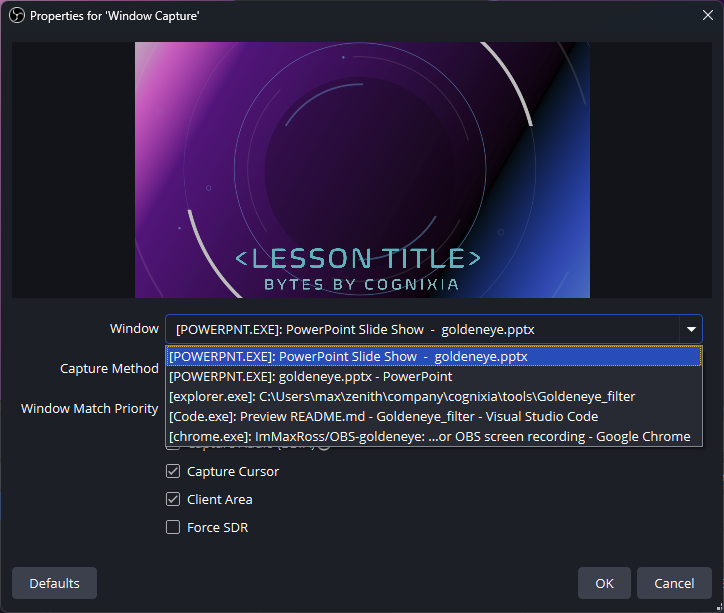 Properties for 'Window Capture'
<LESSON TITLE>
BYTES BY COGNIXIA
Window
[POWERPNT.EXE]: PowerPoint Slide Show - goldeneye.pptx
[POWERPNT.EXE]: PowerPoint Slide Show - goldeneye.pptx
Capture Method
[POWERPNT.EXE]: goldeneye.pptx - PowerPoint
[explorer.exe]: C:\Users\max\zenith\company\cognixia\tools\Goldeneye_filter
Window Match Priority
[Code.exe]: Preview README.md - Goldeneye_filter - Visual Studio Code
[chrome.exe]: ImMaxRoss/OBS-goldeneye: ...or OBS screen recording - Google Chrome
Capture Cursor
Client Area
Force SDR
Defaults
OK
Cancel